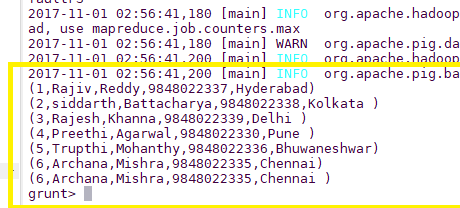 2017-11-01 02:56:41,180 [main] INFO org.apache.hadoop
ad, use mapreduce.job.counters.max
2017-11-01 02:56:41,180 [main] WARN org.apache.pig.da
2017-11-01 02:56:41,200 [main] INFO org.apache.hadoop
2017-11-01 02:56:41,200 [main] INFO org.apache.pig.ba
(1,Rajiv,Reddy,9848022337,Hyderabad)
(2,siddarth,Battacharya,9848022338,Kolkata )
(3,Rajesh,Khanna,9848022339,Delhi )
(4,Preethi,Agarwal,9848022330,Pune )
(5,Trupthi,Mohanthy,9848022336,Bhuwaneshwar)
(6,Archana,Mishra,9848022335,Chennai)
(6,Archana,Mishra,9848022335,Chennai )
grunt>